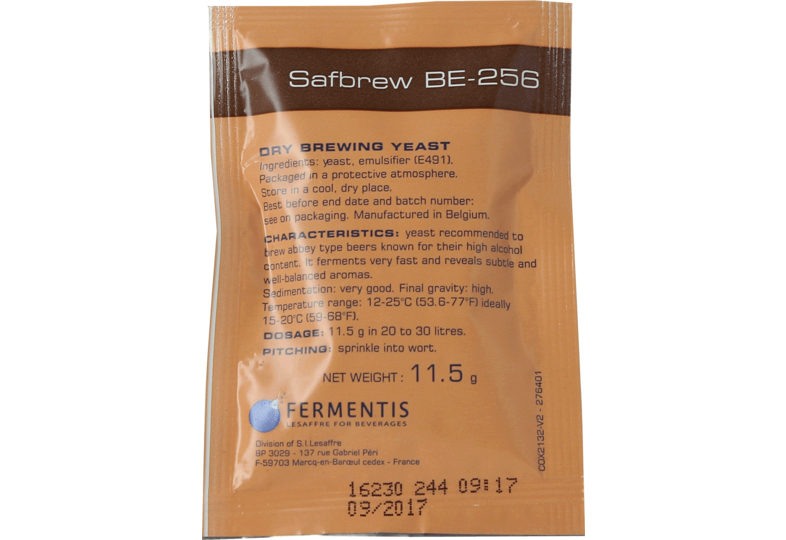 Safbrew BE-256
DRY BREWING YEAST
Ingredients: yeast, emulsifier (E491).
Packaged in a protective atmosphere.
Store in a cool, dry place.
Best before end date and batch number:
see on packaging. Manufactured in Belgium.
CHARACTERISTICS: yeast recommended to
brew abbey type beers known for their high alcohol
content. It ferments very fast and reveals subtle and
well-balanced aromas.
Sedimentation: very good. Final gravity: high.
Temperature range: 12-25°C (53.6-77°F) ideally
15-20°C (59-68°F).
DOSAGE: 11.5 g in 20 to 30 litres.
PITCHING: sprinkle into wort.
NET WEIGHT : 11.5 g
FERMENTIS
LESAFFRE FOR BEVERAGES
Division of S.I.Lesaffre
BP 3029 - 137 rue Gabriel Péri
F-59703 Marcq-en-Barœul cedex - France
COX2132-V2 - 276401
16230 244 09:17
09/2017